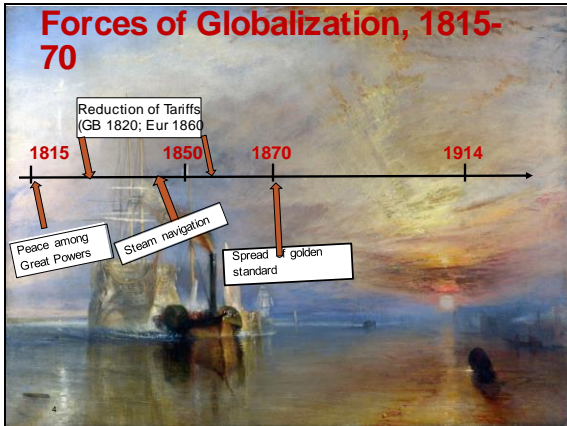 Forces of Globalization, 1815-
70
Reduction of Tariffs
(GB 1820; Eur 1860
1815
1850
1870
1914
Peace among
Great Powers
Steam navigation
Spread of golden
standard
4